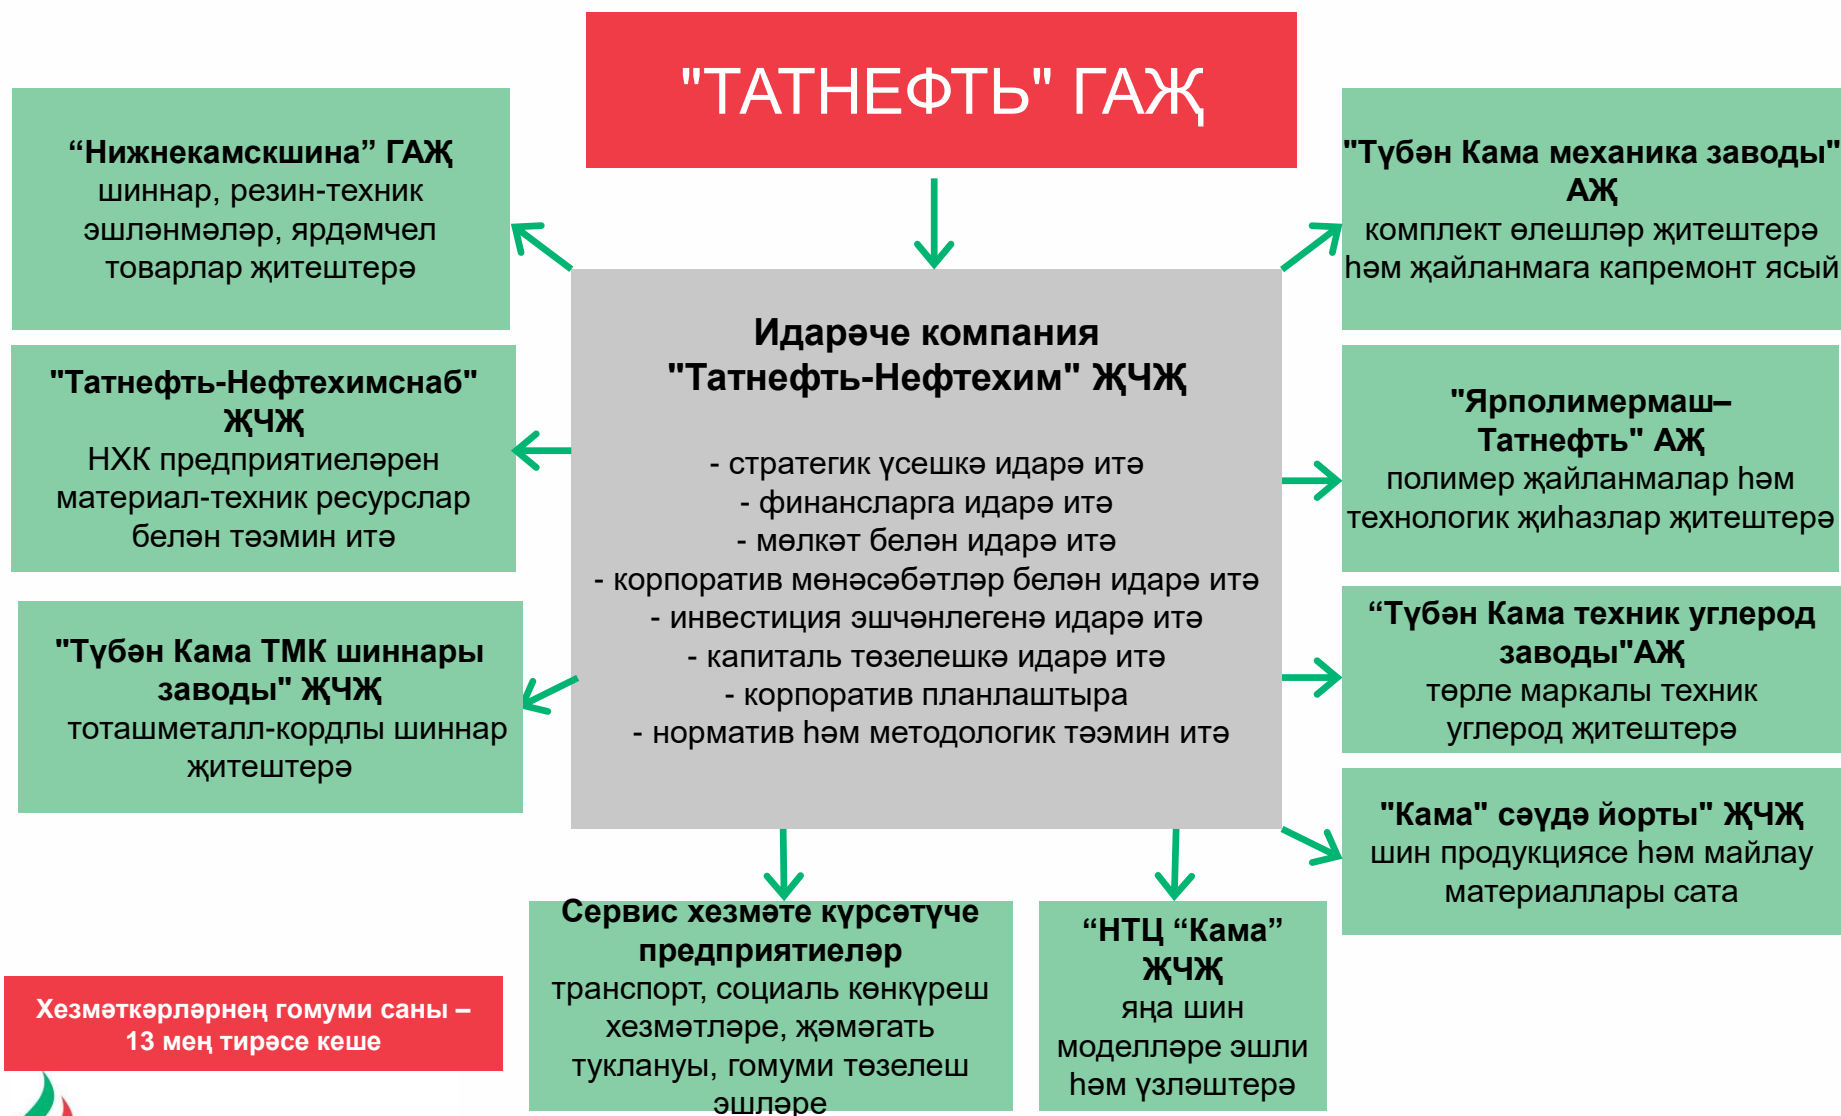 "ТАТНЕФТЬ" ГАҖ
“Нижнекамскшина” ГАҖ
шиннар, резин-техник
эшләнмәләр, ярдәмчел
товарлар җитештерә
"Татнефть-Нефтехимснаб"
ҖЧҖ
НХК предприятиеләрен
материал-техник ресурслар
белән тәэмин итә
"Түбән Кама ТМК шиннары
заводы" ҖЧҖ
тоташметалл-кордлы шиннар
җитештерә
Идарәче компания
"Татнефть-Нефтехим" ҖЧҖ
- стратегик үсешкә идарә итә
- финансларга идарә итә
- мөлкәт белән идарә итә
- корпоратив мөнәсәбәтләр белән идарә итә
- инвестиция эшчәнлегенә идарә итә
- капиталь төзелешкә идарә итә
- корпоратив планлаштыра
- норматив һәм методологик тәэмин итә
"Түбән Кама механика заводы"
АҖ
комплект өлешләр җитештерә
һәм җайланмага капремонт ясый
"Ярполимермаш–
Татнефть" АҖ
полимер җайланмалар һәм
технологик җиһазлар җитештерә
“Түбән Кама техник углерод
заводы"АҖ
төрле маркалы техник
углерод җитештерә
"Кама" сәүдә йорты" ҖЧҖ
шин продукциясе һәм майлау
материаллары сата
Сервис хезмәте күрсәтүче
предприятиеләр
транспорт, социаль көнкүреш
хезмәтләре, җәмәгать
туклануы, гомуми төзелеш
эшләре
“НТЦ “Кама”
ҖЧҖ
яңа шин
моделләре эшли
һәм үзләштерә
Хезмәткәрләрнең гомуми саны –
13 мең тирәсе кеше